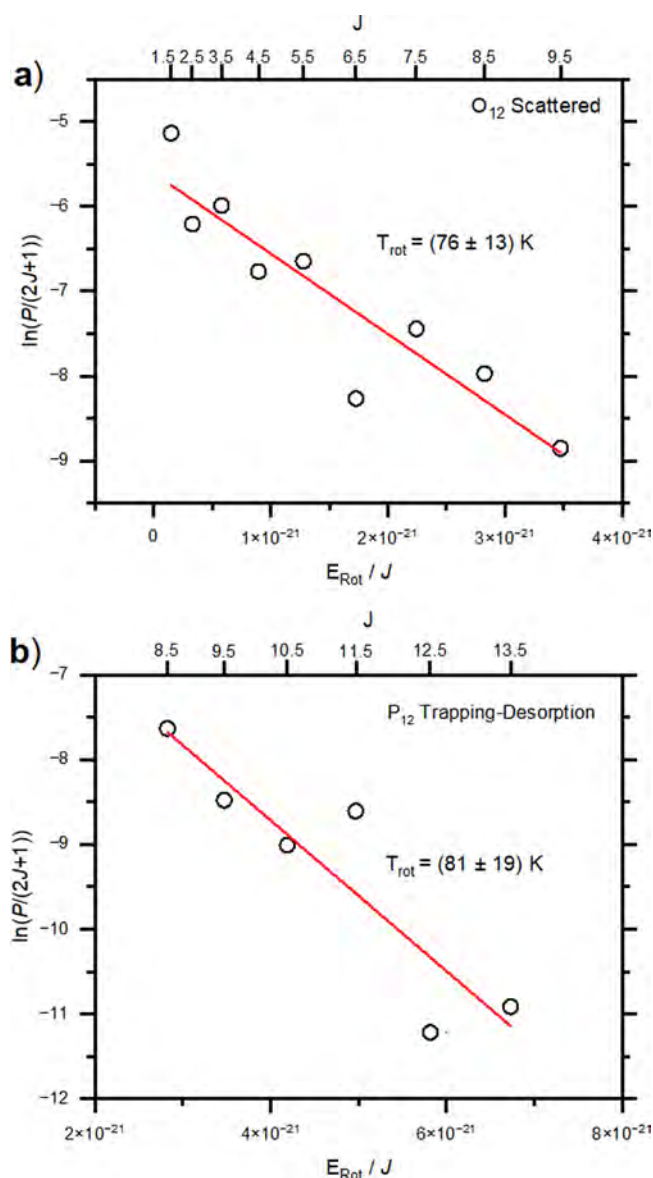 J
1.5 2.5 3.5 4.5 5.5 6.5 7.5 8.5 9.5
a)
O₁₂ Scattered
−5
−6
T_rot = (76 ± 13) K
−7
−8
−9
ln(P/(2J+1))
0 1×10⁻²¹ 2×10⁻²¹ 3×10⁻²¹ 4×10⁻²¹
E_Rot / J
J
b)
8.5 9.5 10.5 11.5 12.5 13.5
−7
P₁₂ Trapping-Desorption
−8
−9
T_rot = (81 ± 19) K
−10
−11
−12
ln(P/(2J+1))
2×10⁻²¹ 4×10⁻²¹ 6×10⁻²¹ 8×10⁻²¹
E_Rot / J